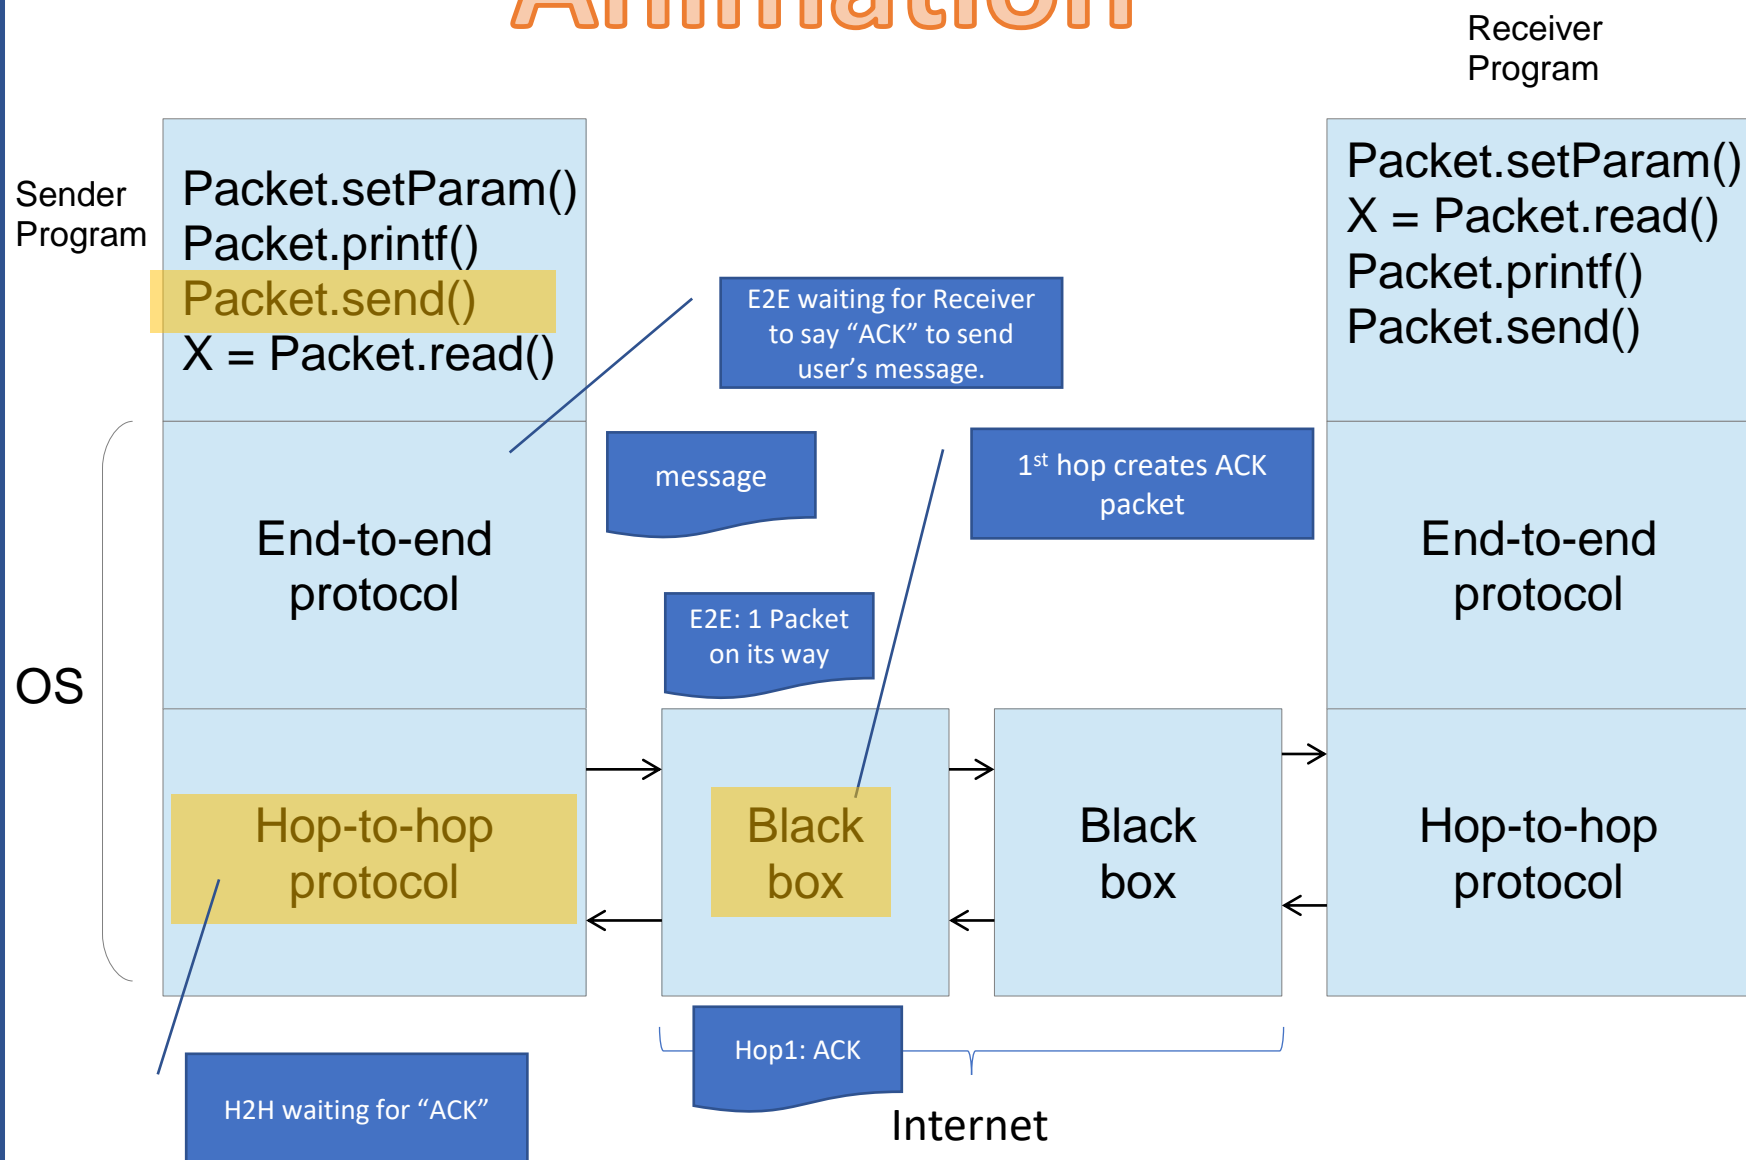 Animation
Receiver
Program
Sender
Program
Packet.setParam()
Packet.printf()
Packet.send()
X = Packet.read()
Packet.setParam()
X = Packet.read()
Packet.printf()
Packet.send()
E2E waiting for Receiver
to say “ACK” to send
user’s message.
message
1st hop creates ACK
packet
End-to-end
protocol
End-to-end
protocol
E2E: 1 Packet
on its way
OS
Hop-to-hop
protocol
Black
box
Black
box
Hop-to-hop
protocol
Hop1: ACK
H2H waiting for “ACK”
Internet